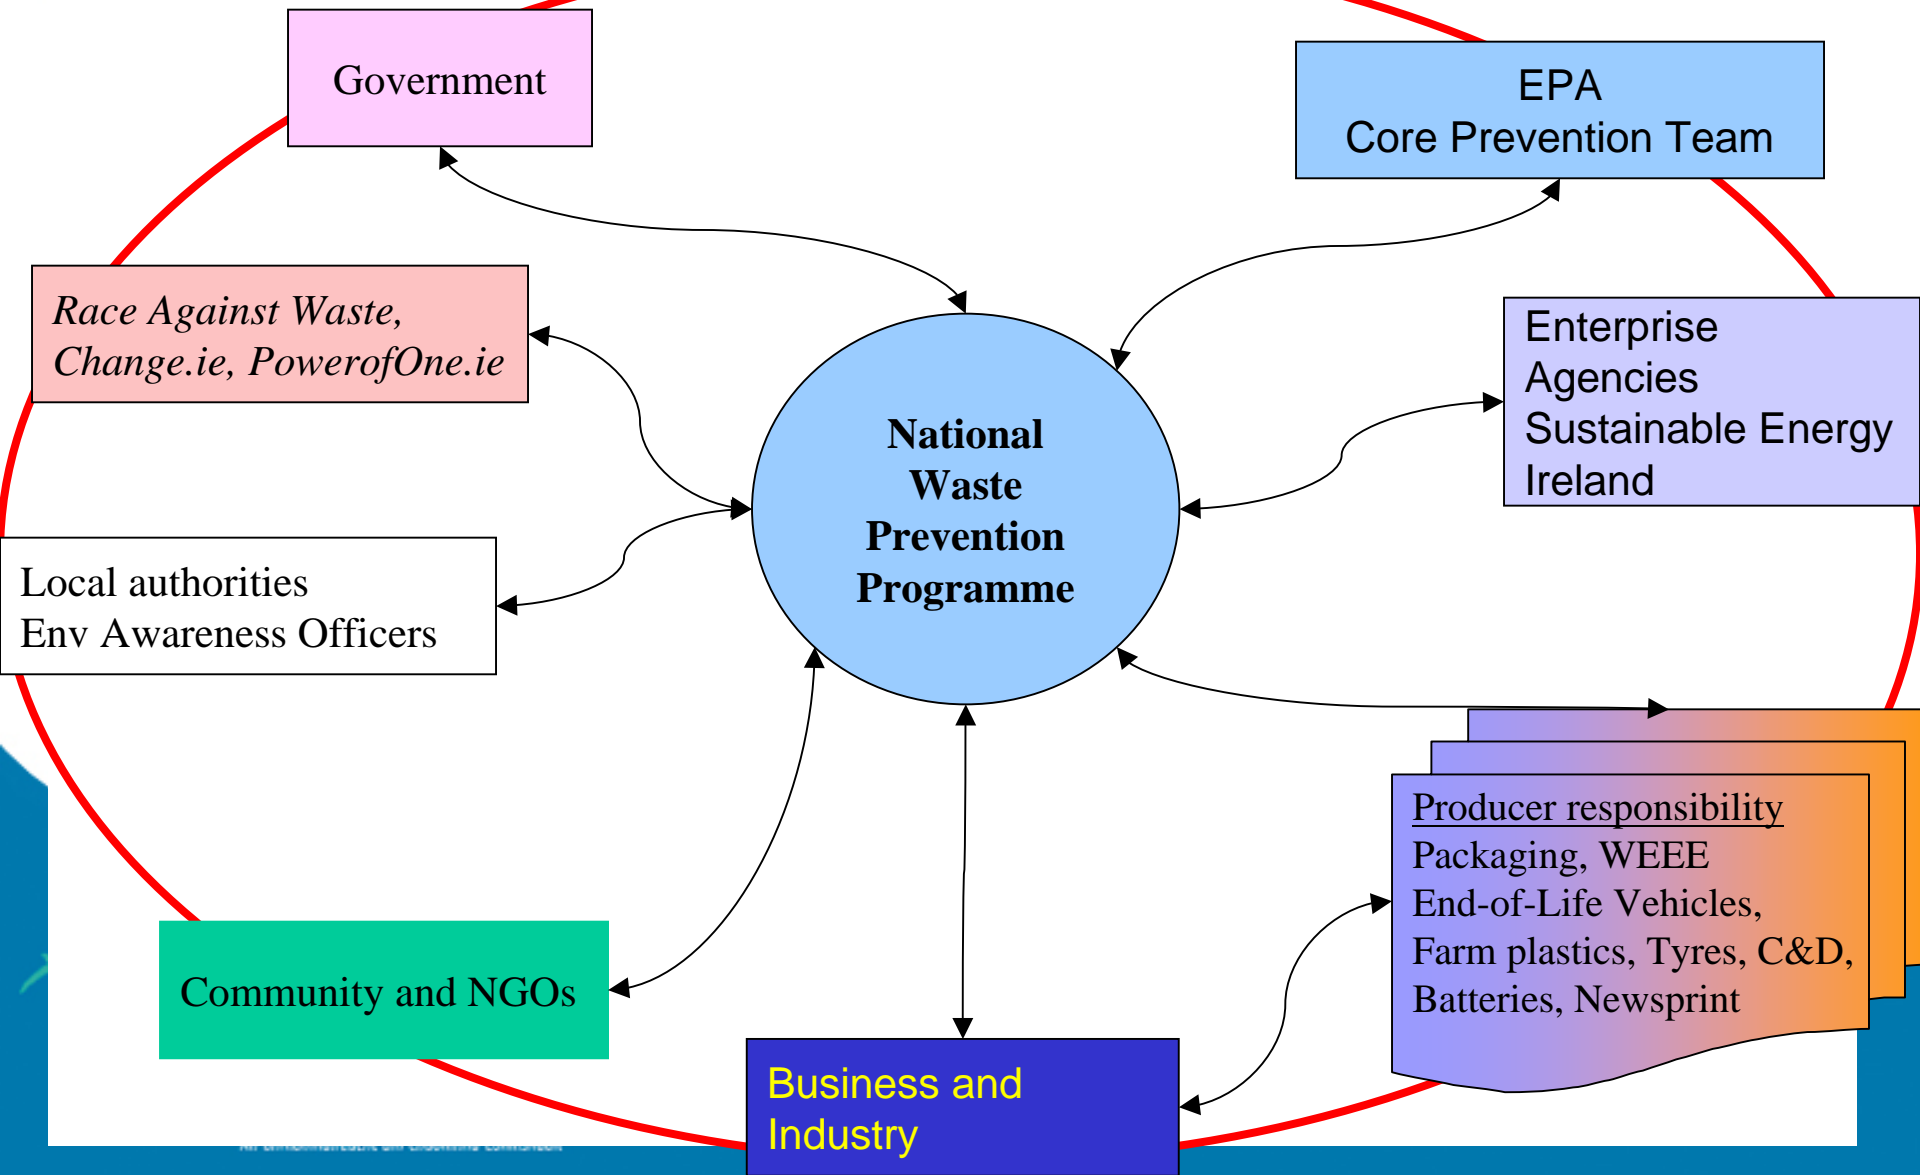 Government
EPA
Core Prevention Team
Race Against Waste,
Change.ie, PowerofOne.ie
Enterprise
Agencies
Sustainable Energy
Ireland
National
Waste
Prevention
Programme
Local authorities
Env Awareness Officers
Producer responsibility
Packaging, WEEE
End-of-Life Vehicles,
Farm plastics, Tyres, C&D,
Batteries, Newsprint
Community and NGOs
Business and
Industry